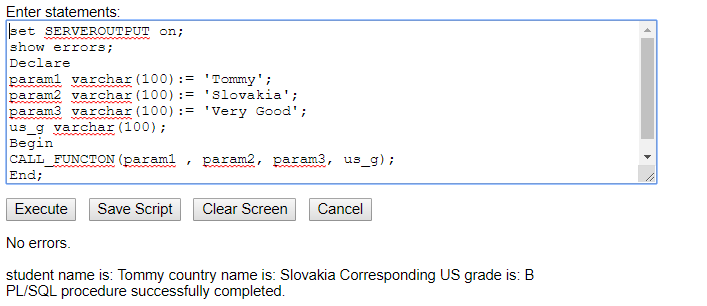 Enter statements:
set SERVEROUTPUT on;
show errors;
Declare
param1 varchar(100):= 'Tommy';
param2 varchar(100):= 'Slovakia';
param3 varchar(100):= 'Very Good';
us_g varchar(100);
Begin
CALL_FUNCTON(param1 , param2, param3, us_g);
End;
Execute Save Script Clear Screen Cancel
No errors.
student name is: Tommy country name is: Slovakia Corresponding US grade is: B
PL/SQL procedure successfully completed.